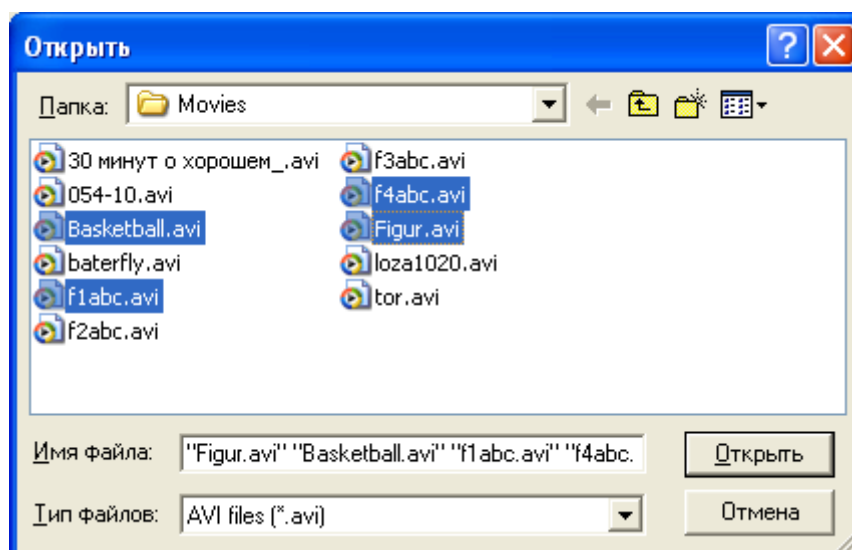 Открыть
Папка: Movies
30 минут о хорошем_.avi
054-10.avi
Basketball.avi
baterfly.avi
f1abc.avi
f2abc.avi
f3abc.avi
f4abc.avi
Figur.avi
loza1020.avi
tor.avi
Имя файла: "Figur.avi" "Basketball.avi" "f1abc.avi" "f4abc. Открыть
Тип файлов: AVI files (*.avi) Отмена